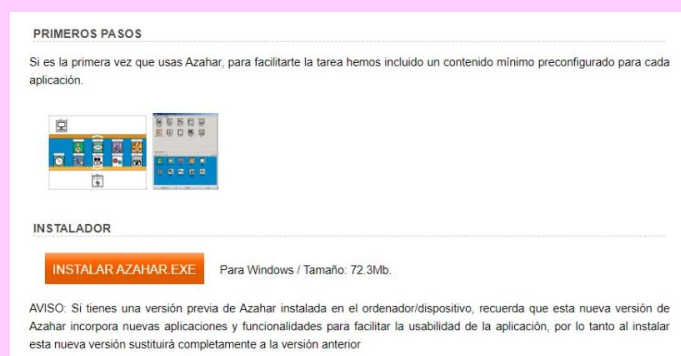 PRIMEROS PASOS
Si es la primera vez que usas Azahar, para facilitarte la tarea hemos incluido un contenido mínimo preconfigurado para cada
aplicación.
INSTALADOR
INSTALAR AZAHAR.EXE Para Windows / Tamaño: 72.3Mb.
AVISO: Si tienes una versión previa de Azahar instalada en el ordenador/dispositivo, recuerda que esta nueva versión de
Azahar incorpora nuevas aplicaciones y funcionalidades para facilitar la usabilidad de la aplicación, por lo tanto al instalar
esta nueva versión sustituirá completamente a la versión anterior